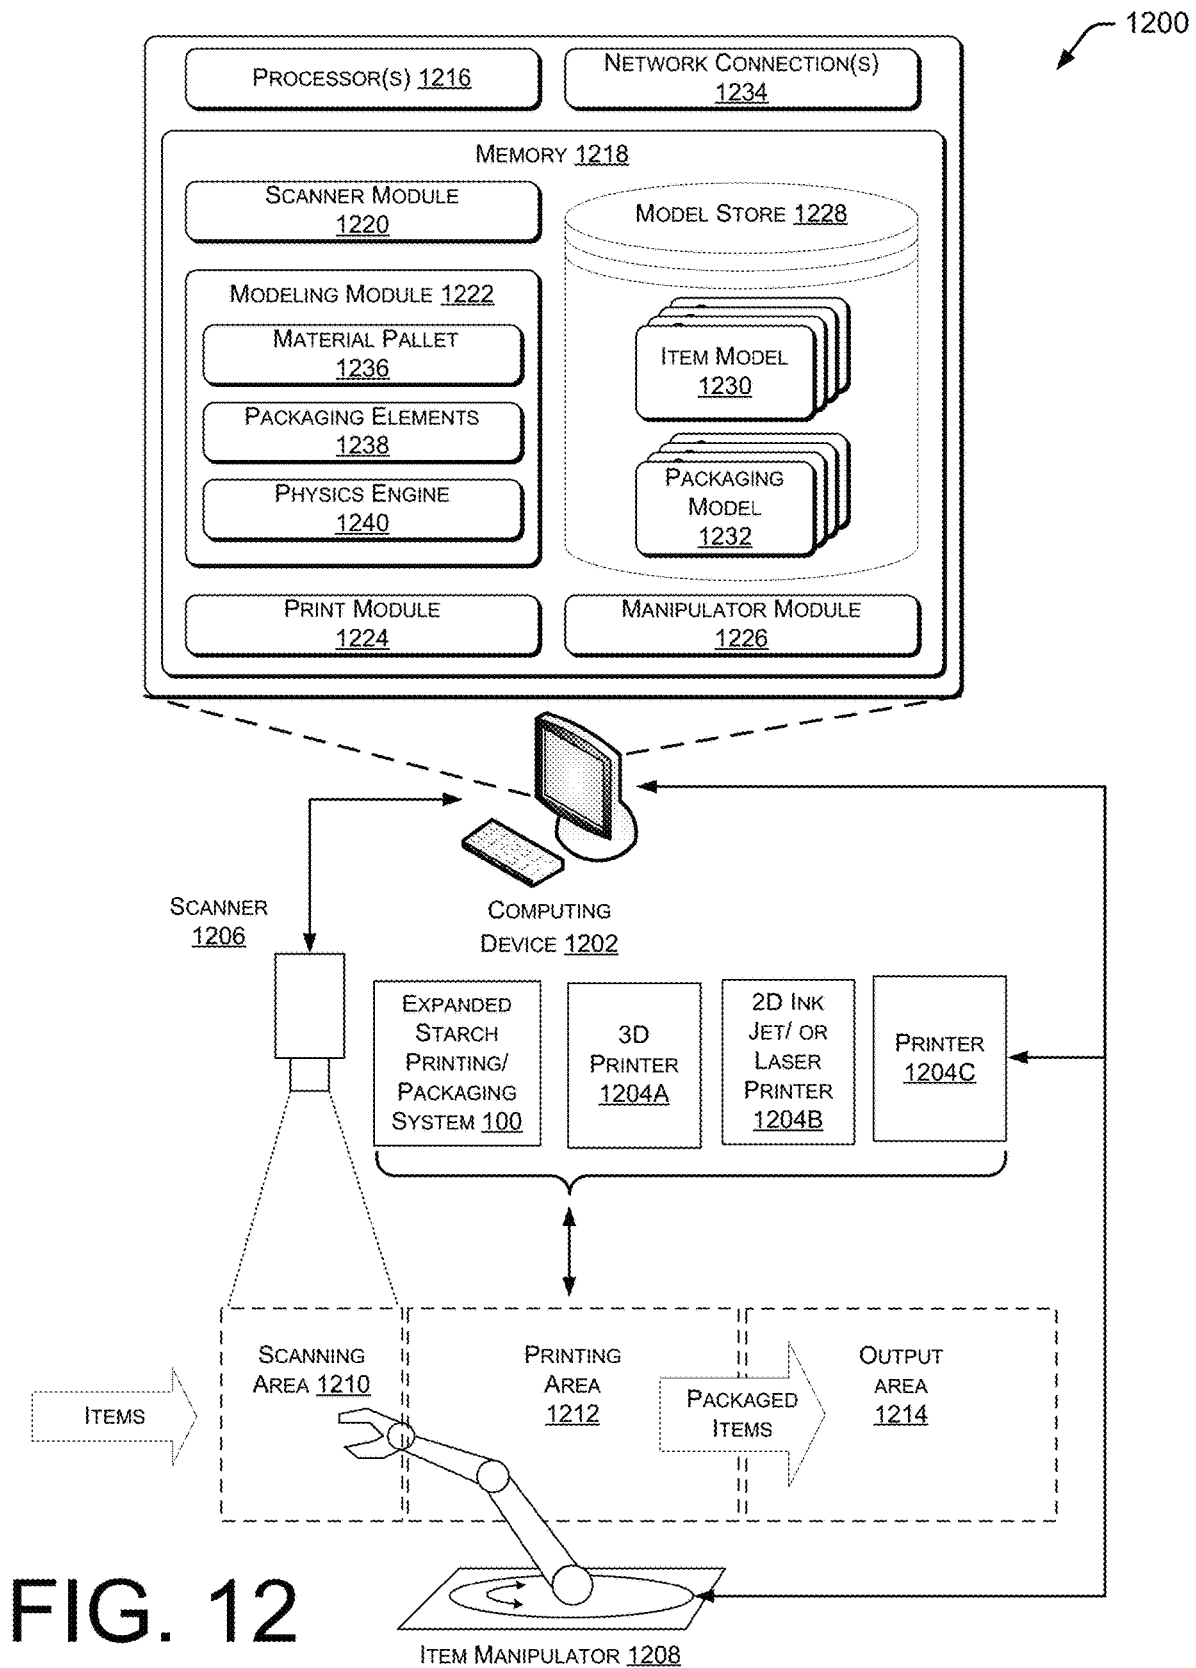 1200
PROCESSOR(S) 1216
NETWORK CONNECTION(S)
1234
MEMORY 1218
SCANNER MODULE
1220
MODEL STORE 1228
MODELING MODULE 1222
MATERIAL PALLET
1236
PACKAGING ELEMENTS
1238
PHYSICS ENGINE
1240
ITEM MODEL
1230
PACKAGING
MODEL
1232
PRINT MODULE
1224
MANIPULATOR MODULE
1226
SCANNER
1206
COMPUTING
DEVICE 1202
EXPANDED
STARCH
PRINTING/
PACKAGING
SYSTEM 100
3D
PRINTER
1204A
2D INK
JET/ OR
LASER
PRINTER
1204B
PRINTER
1204C
ITEMS
SCANNING
AREA 1210
PRINTING
AREA
1212
PACKAGED
ITEMS
OUTPUT
AREA
1214
ITEM MANIPULATOR 1208
FIG. 12